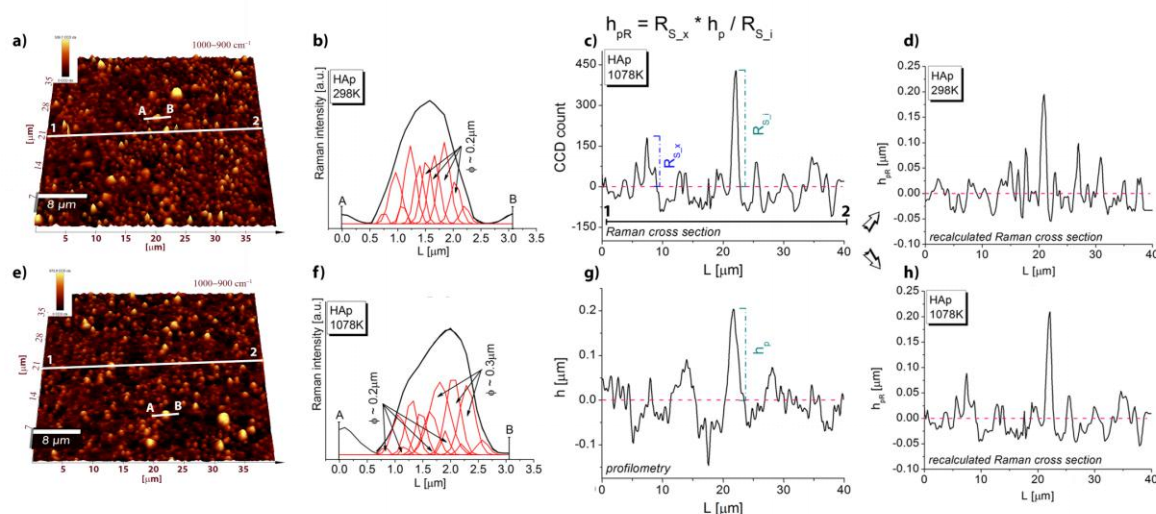 h_pR = R_S_x * h_p / R_S_i
a)
1000–900 cm⁻¹
35
28
21
14
7
A B
1 2
8 μm
5 10 15 20 25 30 35
[μm]
[μm]
b)
HAp
298K
Raman intensity [a.u.]
A
B
ϕ ~ 0.2μm
0.0 0.5 1.0 1.5 2.0 2.5 3.0 3.5
L [μm]
c)
HAp
1078K
CCD count
450
300
150
0
-150
R_S_x
R_S_i
1 2
Raman cross section
0 10 20 30 40
L [μm]
d)
HAp
298K
h_pR [μm]
0.25
0.20
0.15
0.10
0.05
0.00
-0.05
0.10
recalculated Raman cross section
0 10 20 30 40
L [μm]
e)
1000–900 cm⁻¹
35
28
21
14
7
1 2
A B
8 μm
5 10 15 20 25 30 35
[μm]
[μm]
f)
HAp
1078K
Raman intensity [a.u.]
A
B
ϕ ~ 0.2μm
ϕ ~ 0.3μm
0.0 0.5 1.0 1.5 2.0 2.5 3.0 3.5
L [μm]
g)
h [μm]
0.2
0.1
0.0
-0.1
h_p
profilometry
0 10 20 30 40
L [μm]
h)
HAp
1078K
h_pR [μm]
0.25
0.20
0.15
0.10
0.05
0.00
-0.05
0.10
recalculated Raman cross section
0 10 20 30 40
L [μm]